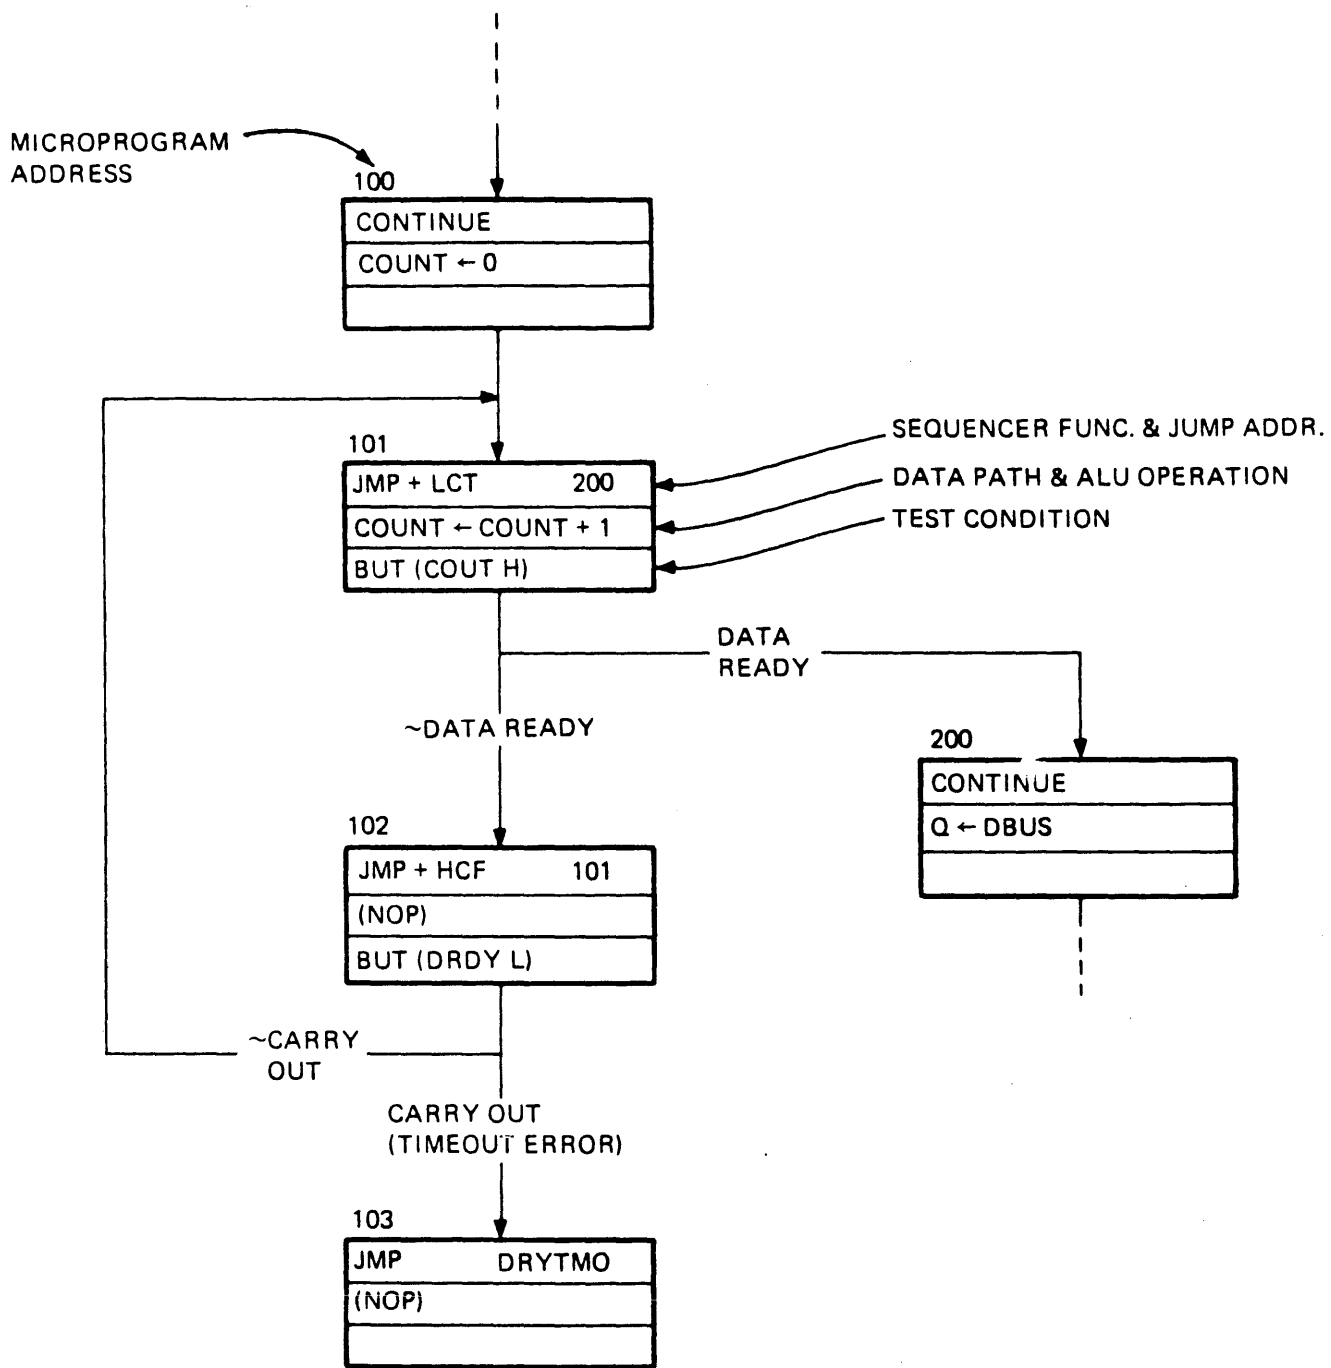 MICROPROGRAM
ADDRESS
100
CONTINUE
COUNT ← 0
101
JMP + LCT 200
COUNT ← COUNT + 1
BUT (COUT H)
SEQUENCER FUNC. & JUMP ADDR.
DATA PATH & ALU OPERATION
TEST CONDITION
DATA
READY
~DATA READY
200
CONTINUE
Q ← DBUS
102
JMP + HCF 101
(NOP)
BUT (DRDY L)
~CARRY
OUT
CARRY OUT
(TIMEOUT ERROR)
103
JMP DRYTMO
(NOP)